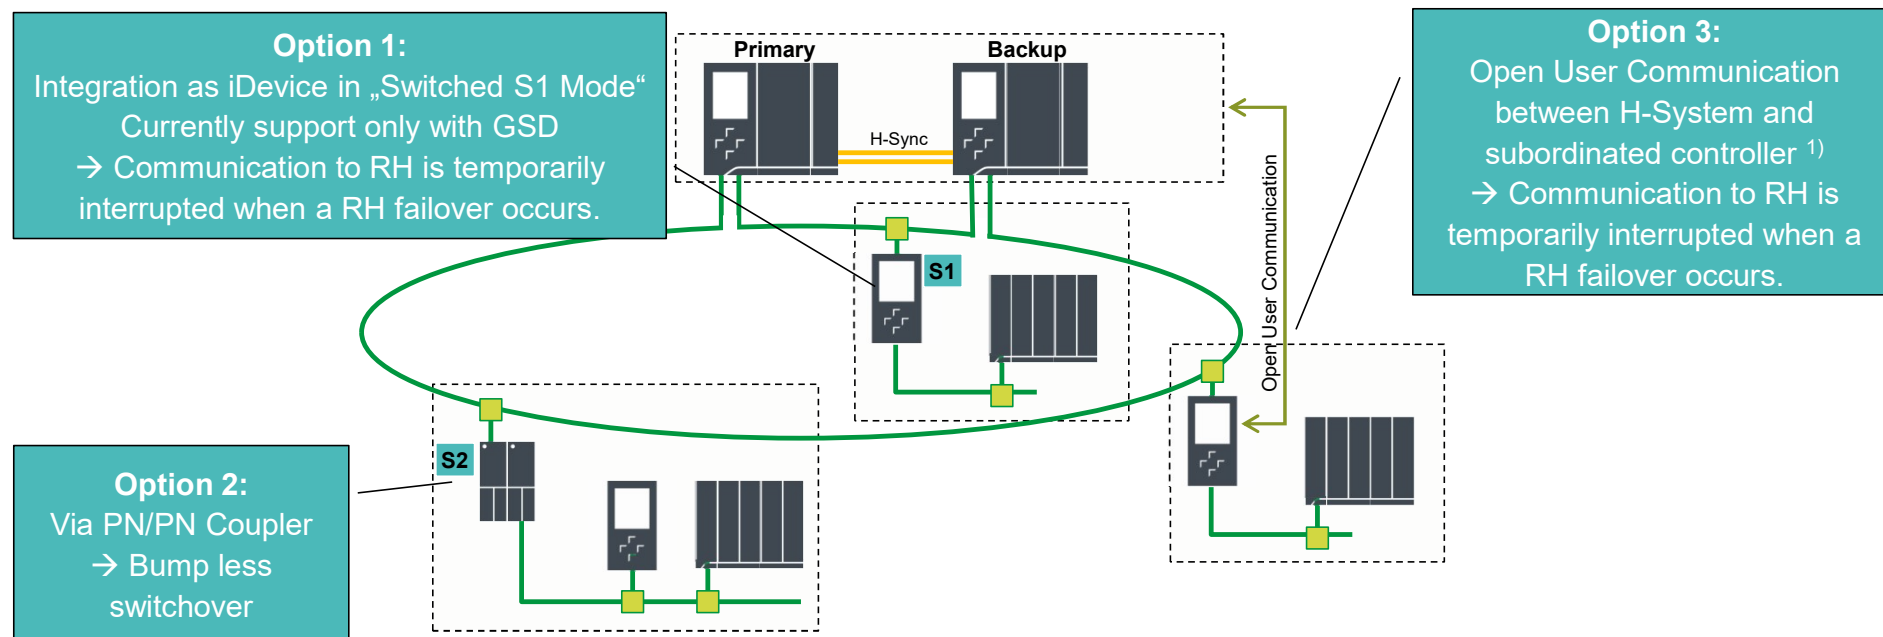 Option 1:
Integration as iDevice in „Switched S1 Mode“
Currently support only with GSD
→ Communication to RH is temporarily
interrupted when a RH failover occurs.
Primary
Backup
H-Sync
Option 3:
Open User Communication
between H-System and
subordinated controller 1)
→ Communication to RH is
temporarily interrupted when a
RH failover occurs.
Open User Communication
S1
S2
Option 2:
Via PN/PN Coupler
→ Bump less
switchover